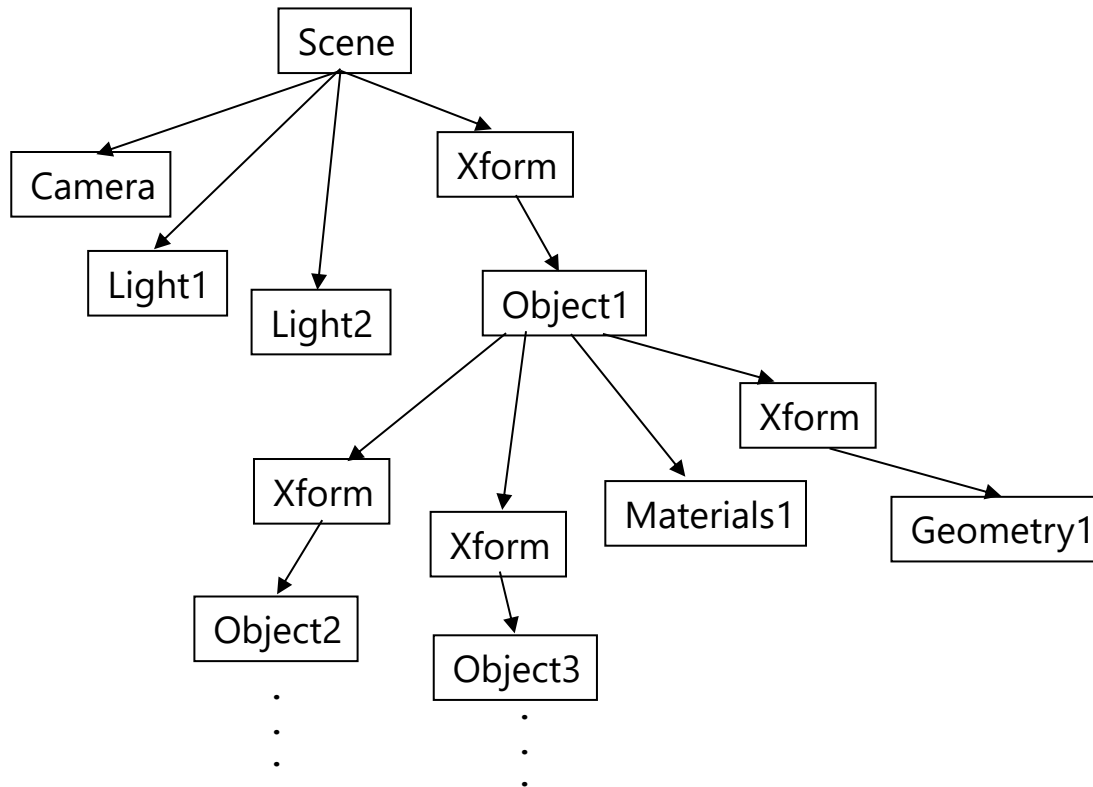 Scene
Xform
Camera
Light1
Light2
Object1
Xform
Xform
Materials1
Xform
Geometry1
Object2
Object3